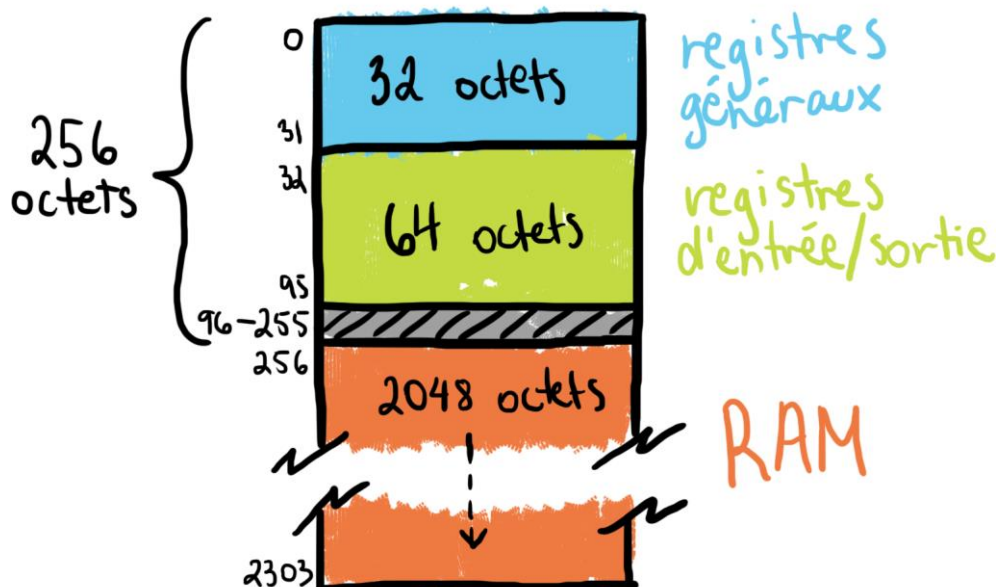 256
octets
0
32 octets
31
32
64 octets
95
96-255
256
2048 octets
2303
registres
généraux
registres
d'entrée/sortie
RAM